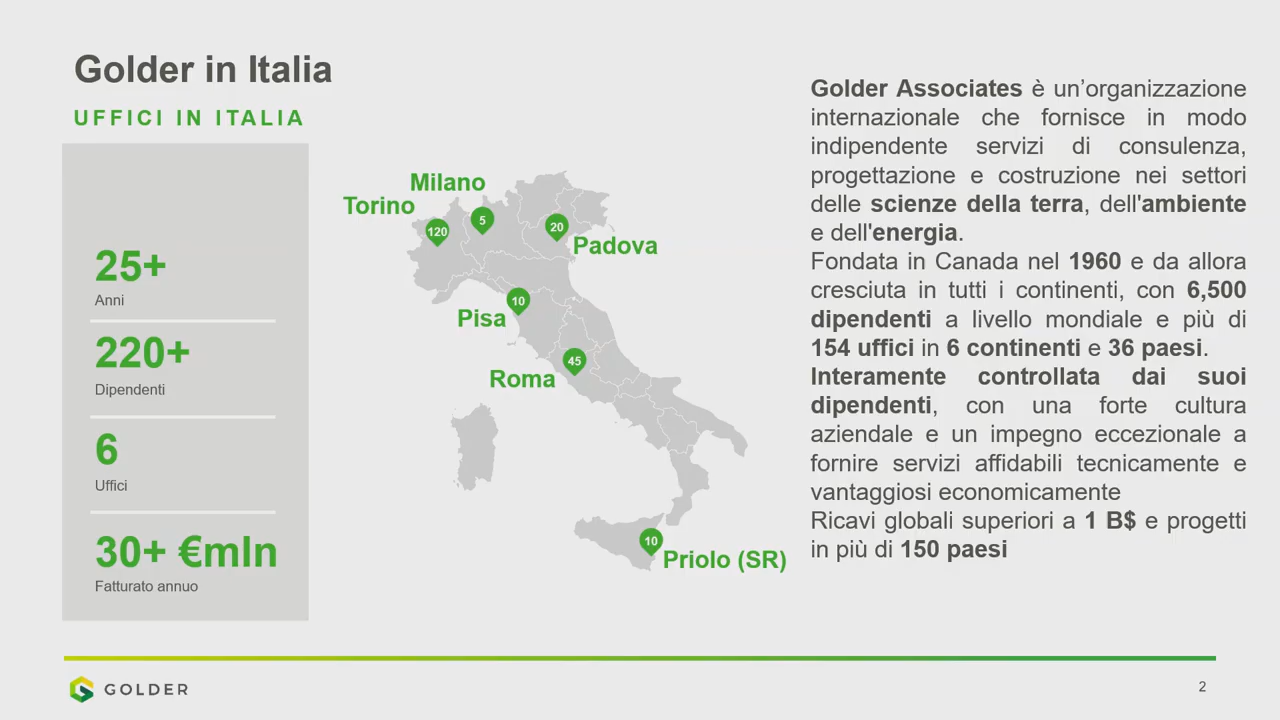 Golder in Italia
UFFICI IN ITALIA
25+
Anni
220+
Dipendenti
6
Uffici
30+ €mln
Fatturato annuo
Milano
5
Torino
120
20
Padova
10
Pisa
45
Roma
10
Priolo (SR)
Golder Associates è un’organizzazione
internazionale che fornisce in modo
indipendente servizi di consulenza,
progettazione e costruzione nei settori
delle scienze della terra, dell'ambiente
e dell'energia.
Fondata in Canada nel 1960 e da allora
cresciuta in tutti i continenti, con 6,500
dipendenti a livello mondiale e più di
154 uffici in 6 continenti e 36 paesi.
Interamente controllata dai suoi
dipendenti, con una forte cultura
aziendale e un impegno eccezionale a
fornire servizi affidabili tecnicamente e
vantaggiosi economicamente
Ricavi globali superiori a 1 B$ e progetti
in più di 150 paesi
GOLDER
2